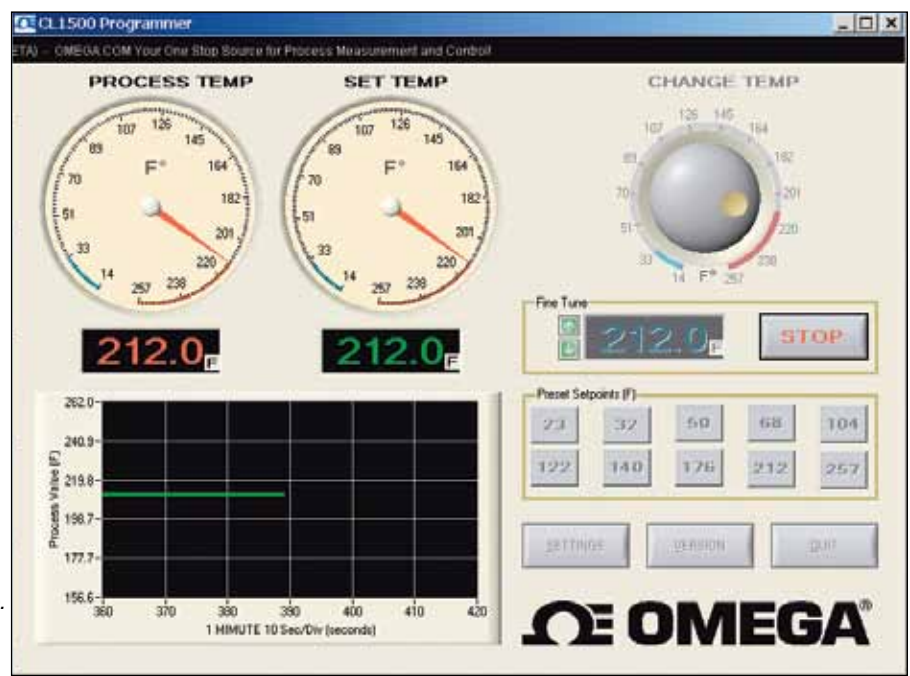 CL1500 Programmer
ETA) - OMEGA.COM Your One Stop Source for Process Measurement and Control!
PROCESS TEMP
SET TEMP
CHANGE TEMP
14 33 51 70 89 107 126 145 164 182 201 220 238 257
F°
14 33 51 70 89 107 126 145 164 182 201 220 238 257
F°
14 33 51 70 89 107 126 145 164 182 201 220 238 257
F°
212.0 F
212.0 F
Fine Tune
212.0 F
STOP
Preset Setpoints (F)
23 32 50 68 104
122 140 176 212 257
SETTINGS
VERSION
QUIT
Process Value (F)
262.0
240.9
219.8
198.7
177.7
156.6
360 370 380 390 400 410 420
1 MIMUTE 10 Sec/Div (seconds)
ΩE OMEGA®